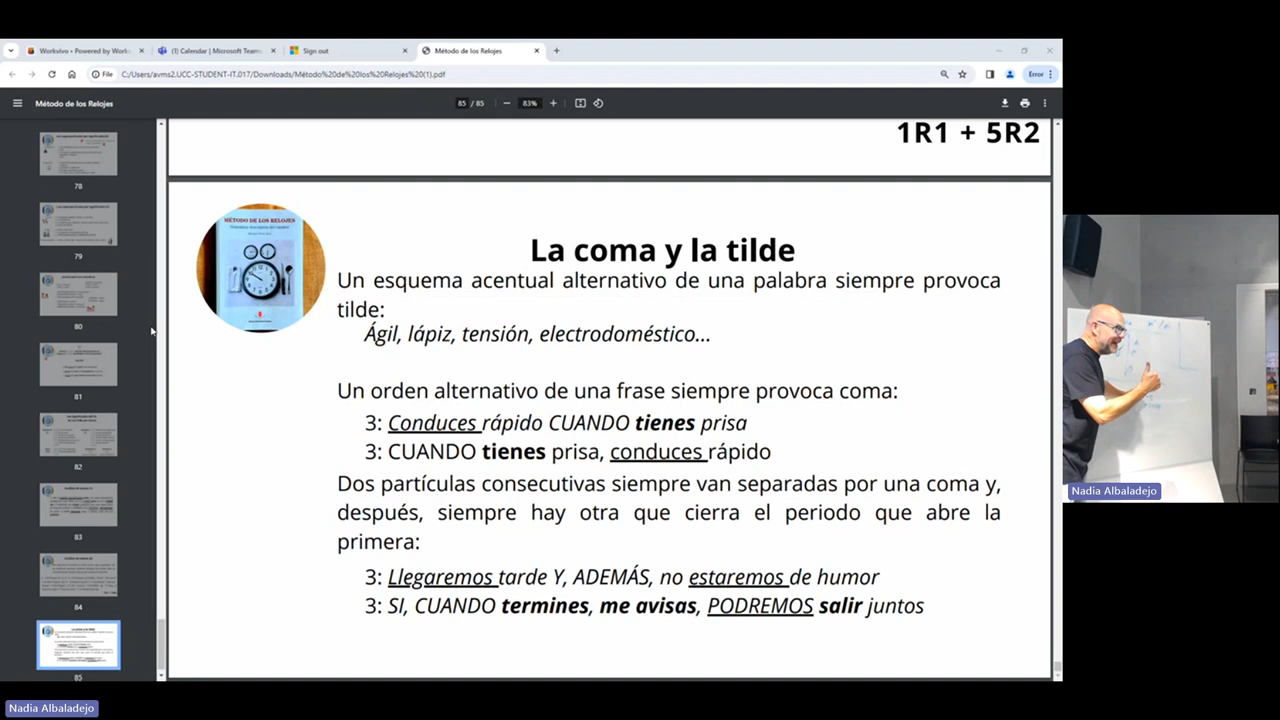 Workvivo • Powered by Work
(1) Calendar | Microsoft Teams
Sign out
Método de los Relojes
File
C:/Users/avms2.UCC-STUDENT-IT.017/Downloads/Método%20de%20los%20Relojes%20(1).pdf
Error
Método de los Relojes
85 / 85
83%
1R1 + 5R2
78
79
80
81
82
83
84
85
MÉTODO DE LOS RELOJES
La coma y la tilde
Un esquema acentual alternativo de una palabra siempre provoca
tilde:
Ágil, lápiz, tensión, electrodoméstico...
Un orden alternativo de una frase siempre provoca coma:
3: Conduces rápido CUANDO tienes prisa
3: CUANDO tienes prisa, conduces rápido
Dos partículas consecutivas siempre van separadas por una coma y,
después, siempre hay otra que cierra el periodo que abre la
primera:
3: Llegaremos tarde Y, ADEMÁS, no estaremos de humor
3: SI, CUANDO termines, me avisas, PODREMOS salir juntos
Nadia Albaladejo
Nadia Albaladejo